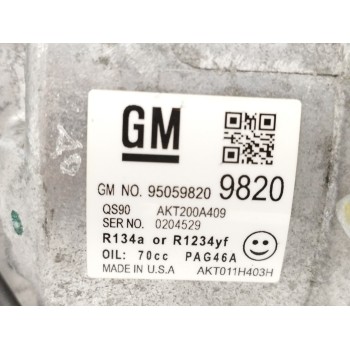 GM
GM NO. 95059820 9820
QS90 AKT200A409
SER NO. 0204529
R134a or R1234yf
OIL: 70cc PAG46A
MADE IN U.S.A AKT011H403H